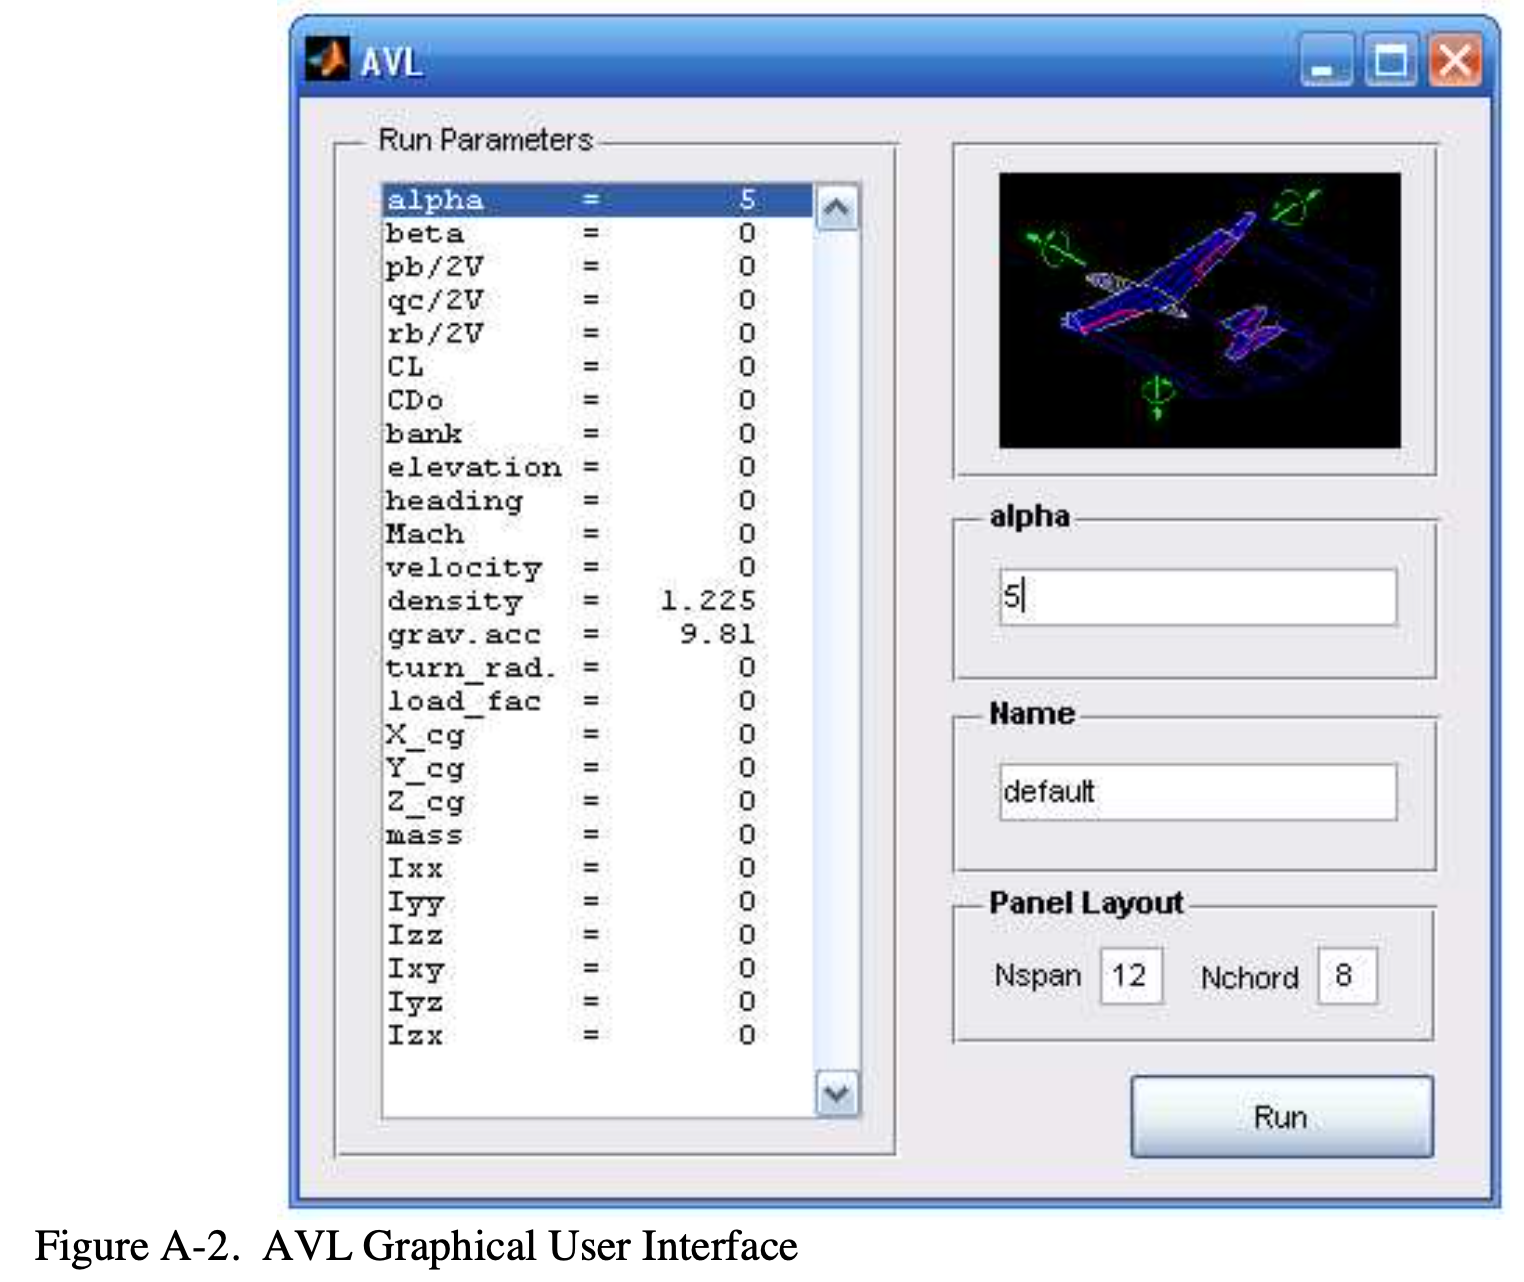 AVL
Run Parameters
alpha = 5
beta = 0
pb/2V = 0
qc/2V = 0
rb/2V = 0
CL = 0
CDo = 0
bank = 0
elevation = 0
heading = 0
Mach = 0
velocity = 0
density = 1.225
grav.acc = 9.81
turn_rad. = 0
load_fac = 0
X_cg = 0
Y_cg = 0
Z_cg = 0
mass = 0
Ixx = 0
Iyy = 0
Izz = 0
Ixy = 0
Iyz = 0
Izx = 0
alpha
5
Name
default
Panel Layout
Nspan 12 Nchord 8
Run
Figure A-2. AVL Graphical User Interface